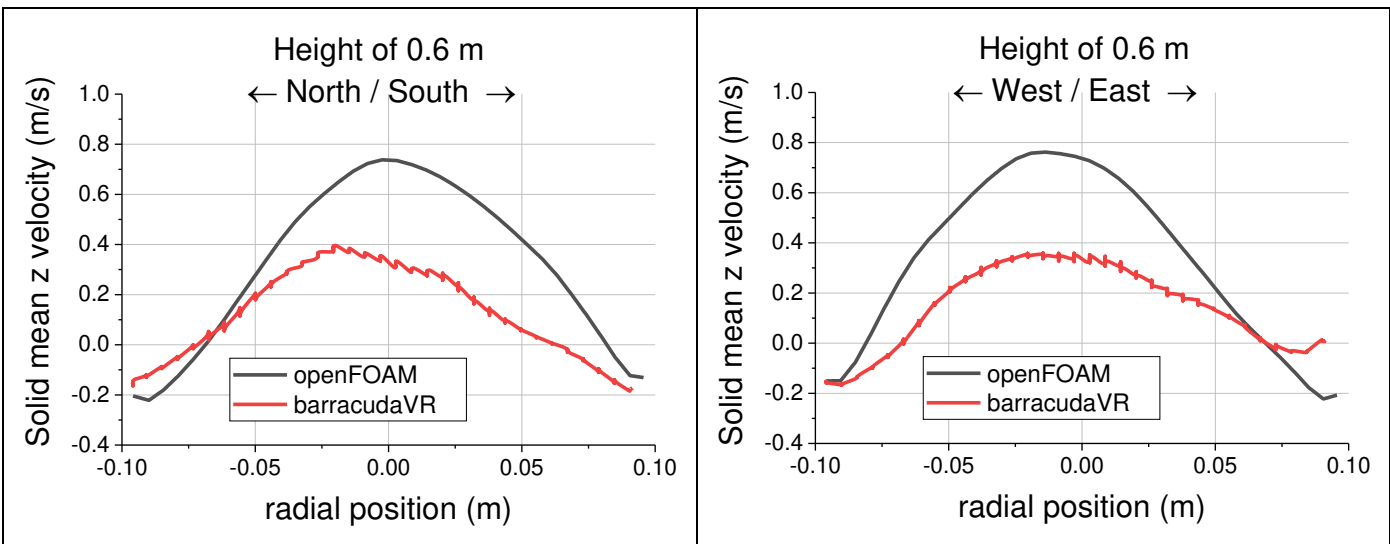 Height of 0.6 m
← North / South →
Solid mean z velocity (m/s)
1.0
0.8
0.6
0.4
0.2
0.0
-0.2
-0.4
openFOAM
barracudaVR
-0.10 -0.05 0.00 0.05 0.10
radial position (m)
Height of 0.6 m
← West / East →
Solid mean z velocity (m/s)
1.0
0.8
0.6
0.4
0.2
0.0
-0.2
-0.4
openFOAM
barracudaVR
-0.10 -0.05 0.00 0.05 0.10
radial position (m)